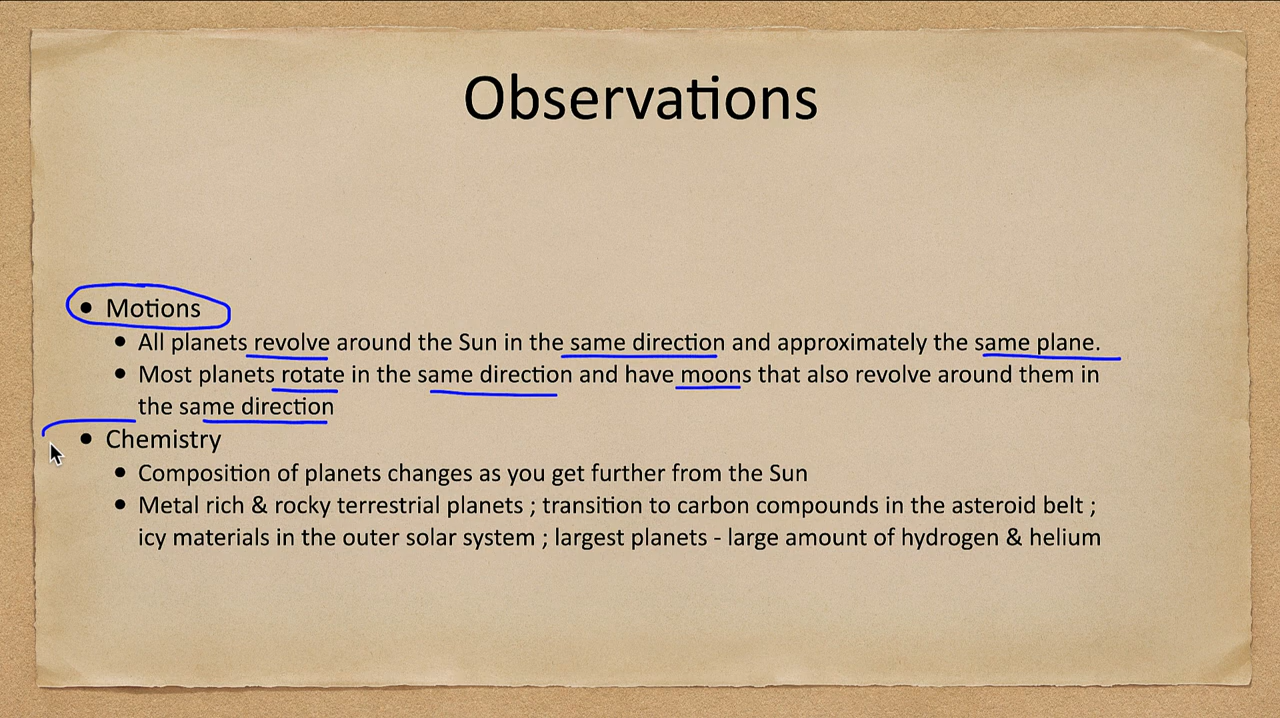 Observations
• Motions
• All planets revolve around the Sun in the same direction and approximately the same plane.
• Most planets rotate in the same direction and have moons that also revolve around them in
the same direction
• Chemistry
• Composition of planets changes as you get further from the Sun
• Metal rich & rocky terrestrial planets ; transition to carbon compounds in the asteroid belt ;
icy materials in the outer solar system ; largest planets - large amount of hydrogen & helium